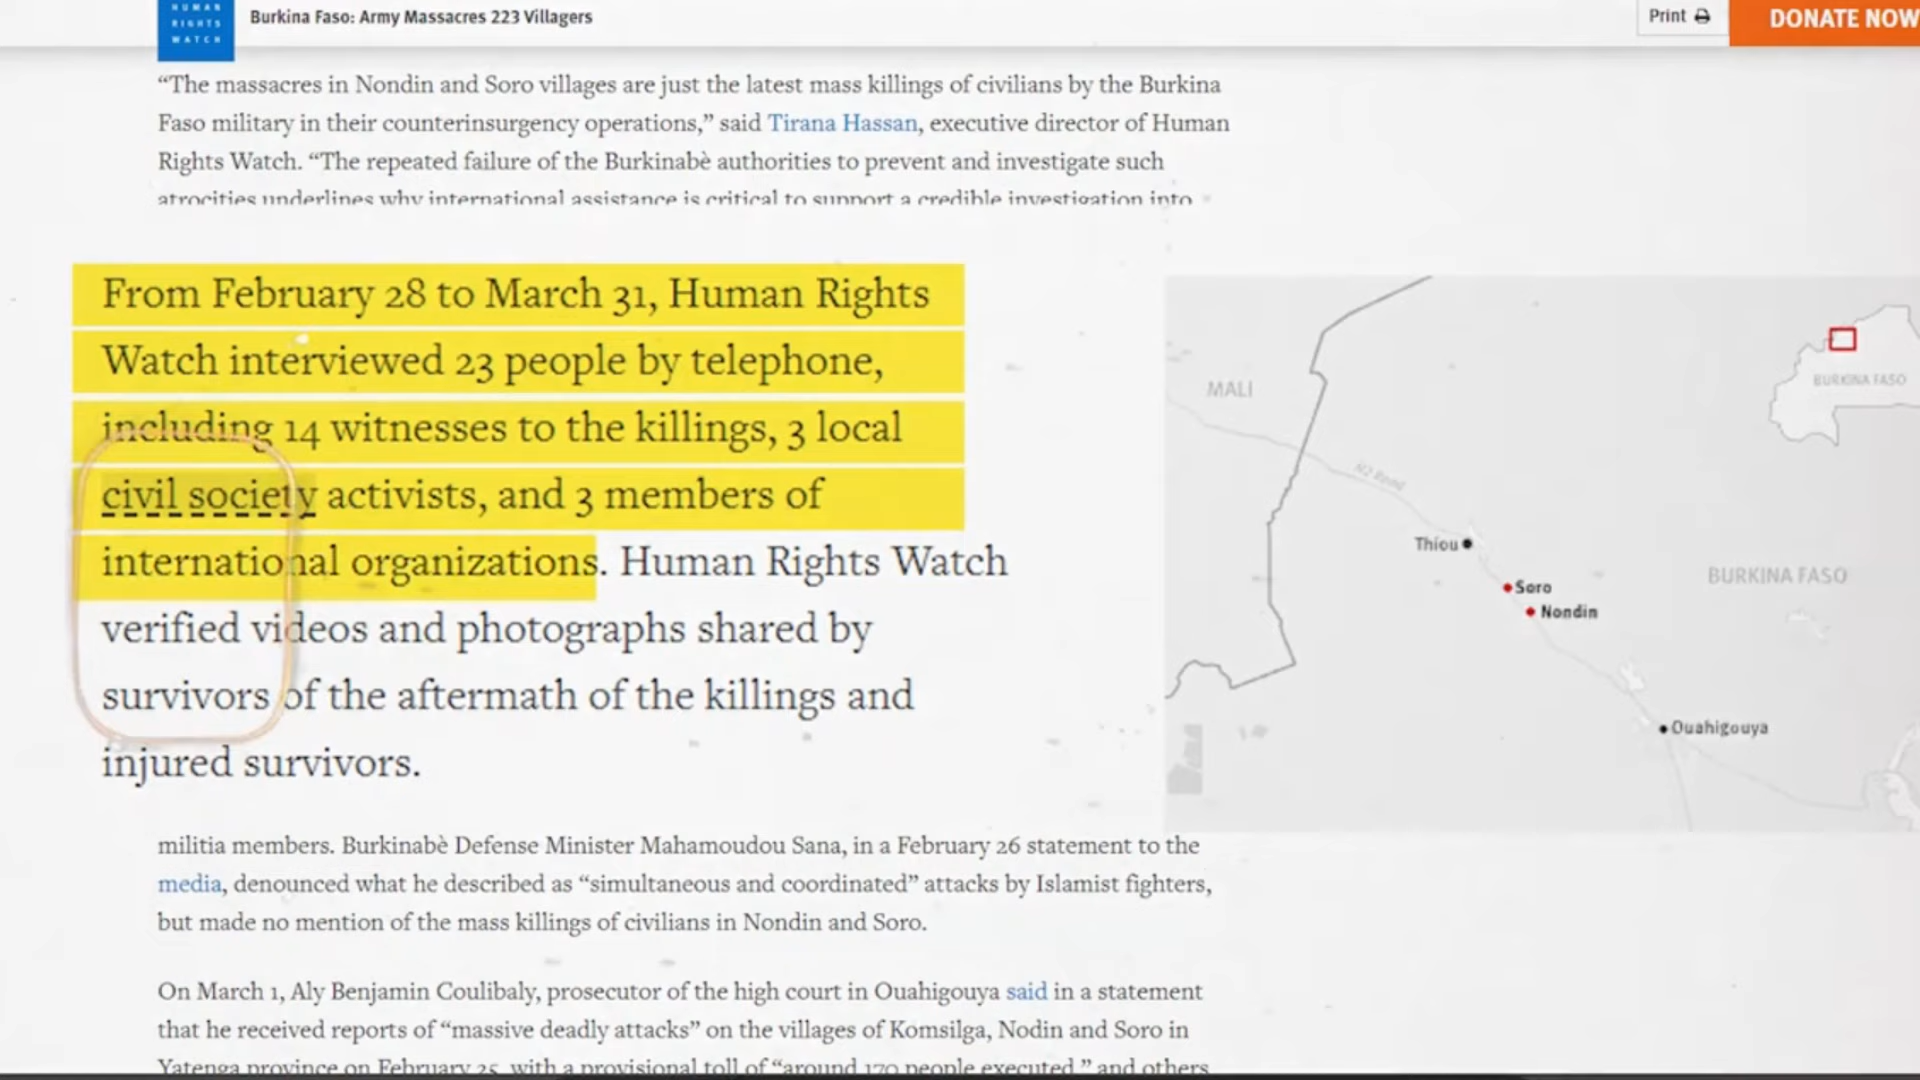 HUMAN
RIGHTS
WATCH
Burkina Faso: Army Massacres 223 Villagers
Print
DONATE NOW
“The massacres in Nondin and Soro villages are just the latest mass killings of civilians by the Burkina
Faso military in their counterinsurgency operations,” said Tirana Hassan, executive director of Human
Rights Watch. “The repeated failure of the Burkinabè authorities to prevent and investigate such
atrocities underlines why international assistance is critical to support a credible investigation into
From February 28 to March 31, Human Rights
Watch interviewed 23 people by telephone,
including 14 witnesses to the killings, 3 local
civil society activists, and 3 members of
international organizations. Human Rights Watch
verified videos and photographs shared by
survivors of the aftermath of the killings and
injured survivors.
MALI
N2 Road
BURKINA FASO
Thiou
Soro
Nondin
BURKINA FASO
Ouahigouya
militia members. Burkinabè Defense Minister Mahamoudou Sana, in a February 26 statement to the
media, denounced what he described as “simultaneous and coordinated” attacks by Islamist fighters,
but made no mention of the mass killings of civilians in Nondin and Soro.
On March 1, Aly Benjamin Coulibaly, prosecutor of the high court in Ouahigouya said in a statement
that he received reports of “massive deadly attacks” on the villages of Komsilga, Nodin and Soro in
Yatenga province on February 25, with a provisional toll of “around 170 people executed,” and others